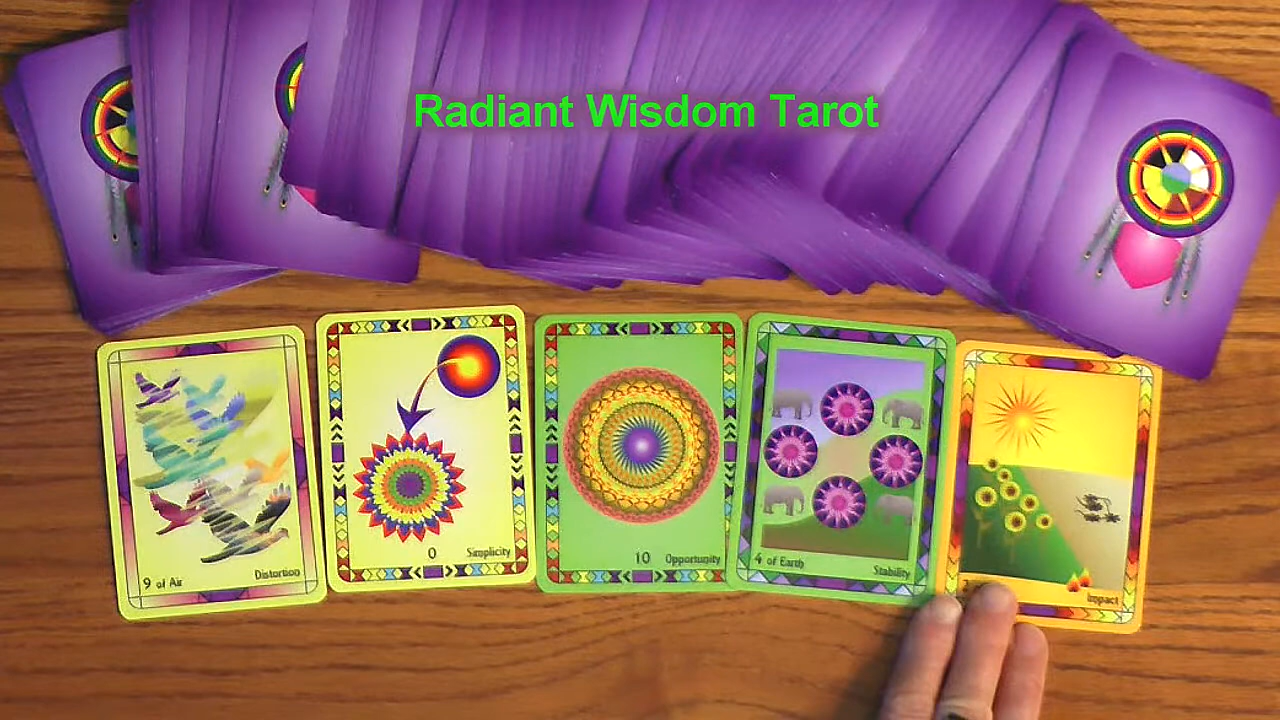 Radiant Wisdom Tarot
9 of Air
Distortion
0
Simplicity
10
Opportunity
4 of Earth
Stability
Impact